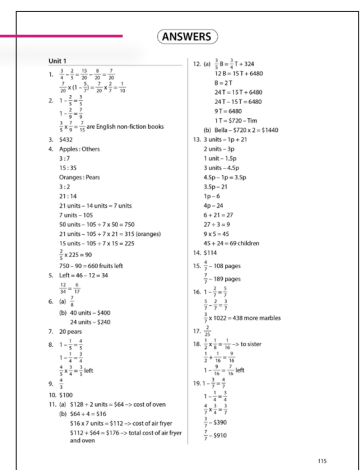 ANSWERS
Unit 1
1. 3/4 – 2/5 = 15/20 – 8/20 = 7/20
7/20 x (1 – 5/7) = 7/20 x 2/7 = 1/10
2. 1 – 2/5 = 3/5
1 – 2/9 = 7/9
3/5 x 7/9 = 7/15 are English non-fiction books
3. $432
4. Apples : Others
3 : 7
15 : 35
Oranges : Pears
3 : 2
21 : 14
21 units – 14 units = 7 units
7 units – 105
50 units – 105 ÷ 7 x 50 = 750
21 units – 105 ÷ 7 x 21 = 315 (oranges)
15 units – 105 ÷ 7 x 15 = 225
2/5 x 225 = 90
750 – 90 = 660 fruits left
5. Left = 46 – 12 = 34
12/34 = 6/17
6. (a) 7/8
(b) 40 units – $400
24 units – $240
7. 20 pears
8. 1 – 1/5 = 4/5
1 – 1/4 = 3/4
4/5 x 3/4 = 3/5 left
9. 4/3
10. $100
11. (a) $128 ÷ 2 units = $64 –> cost of oven
(b) $64 ÷ 4 = $16
$16 x 7 units = $112 –> cost of air fryer
$112 + $64 = $176 –> total cost of air fryer
and oven
12. (a) 3/5 B = 3/4 T + 324
12 B = 15 T + 6480
B = 2 T
24 T = 15 T + 6480
24 T – 15 T = 6480
9 T = 6480
1 T = $720 – Tim
(b) Bella – $720 x 2 = $1440
13. 3 units – 1p + 21
2 units – 3p
1 unit – 1.5p
3 units – 4.5p
4.5p – 1p = 3.5p
3.5p – 21
1p – 6
4p – 24
6 + 21 = 27
27 ÷ 3 = 9
9 x 5 = 45
45 + 24 = 69 children
14. $114
15. 4/7 – 108 pages
7/7 – 189 pages
16. 1 – 2/7 = 5/7
5/7 – 2/7 = 3/7
3/7 x 1022 = 438 more marbles
17. 2/25
18. 1/2 x 1/8 = 1/16 –> to sister
1/2 + 1/16 = 9/16
1 – 9/16 = 7/16 left
19. 1 – 3/7 = 4/7
1 – 1/4 = 3/4
4/7 x 3/4 = 3/7
3/7 – $390
7/7 – $910
115